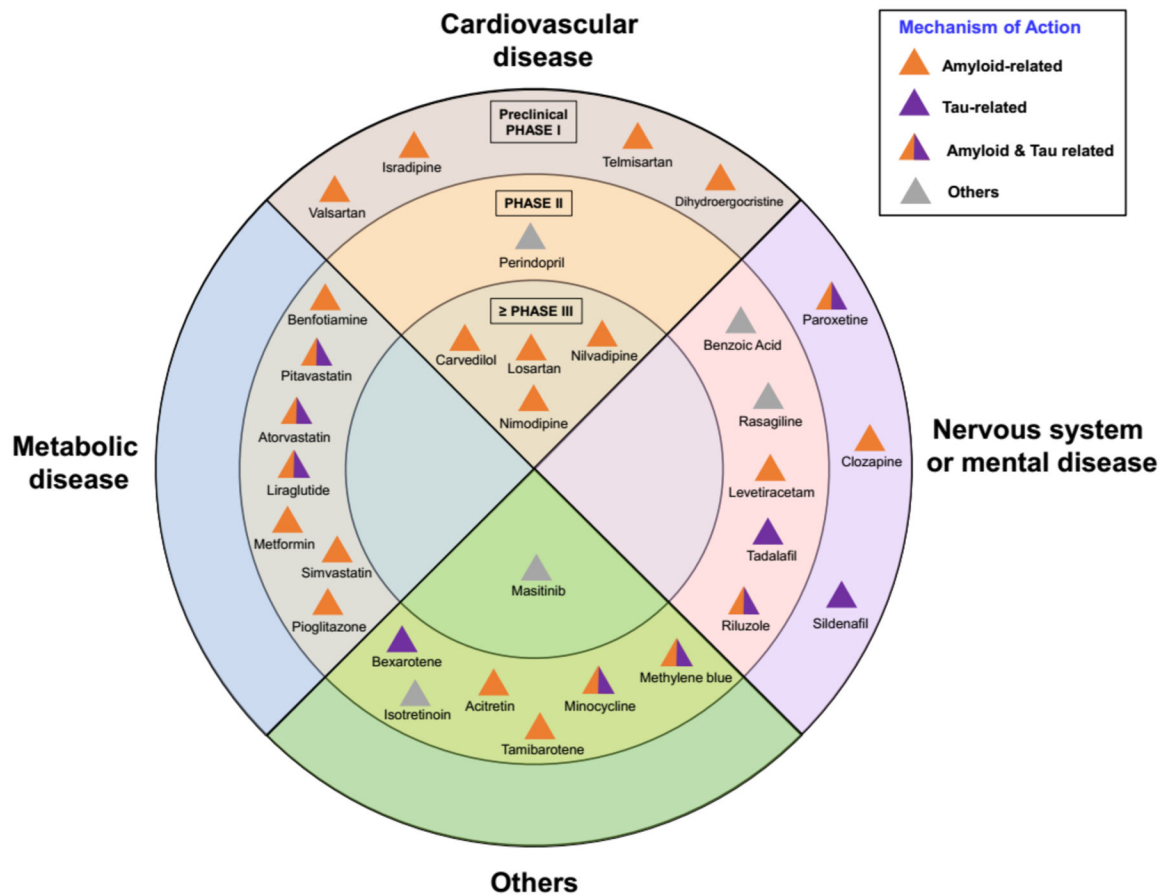 Cardiovascular
disease
Mechanism of Action
Amyloid-related
Tau-related
Amyloid & Tau related
Others
Preclinical
PHASE I
Isradipine
Telmisartan
Valsartan
Dihydroergocristine
PHASE II
Perindopril
≥ PHASE III
Carvedilol
Losartan
Nilvadipine
Nimodipine
Metabolic
disease
Benfotiamine
Pitavastatin
Atorvastatin
Liraglutide
Metformin
Simvastatin
Pioglitazone
Nervous system
or mental disease
Benzoic Acid
Rasagiline
Levetiracetam
Tadalafil
Riluzole
Paroxetine
Clozapine
Sildenafil
Masitinib
Bexarotene
Isotretinoin
Acitretin
Tamibarotene
Minocycline
Methylene blue
Others